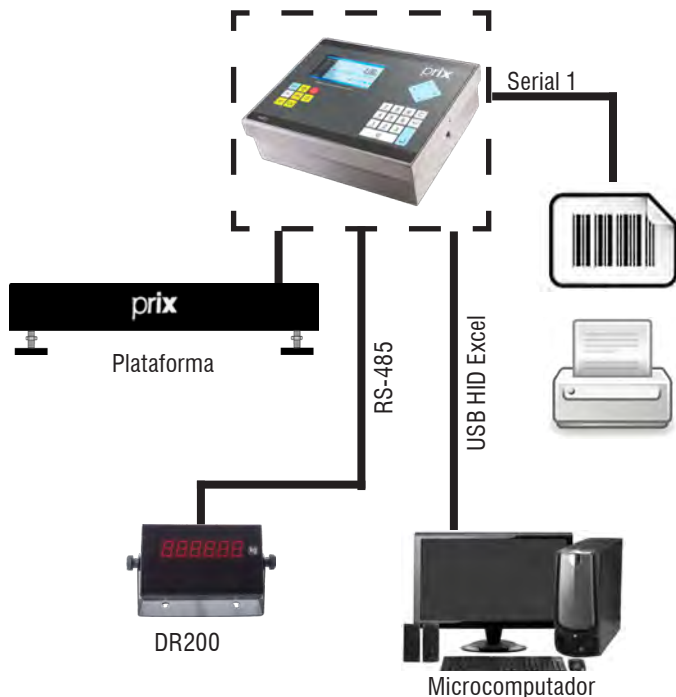 prix
Serial 1
prix
Plataforma
RS-485
USB HID Excel
DR200
Microcomputador